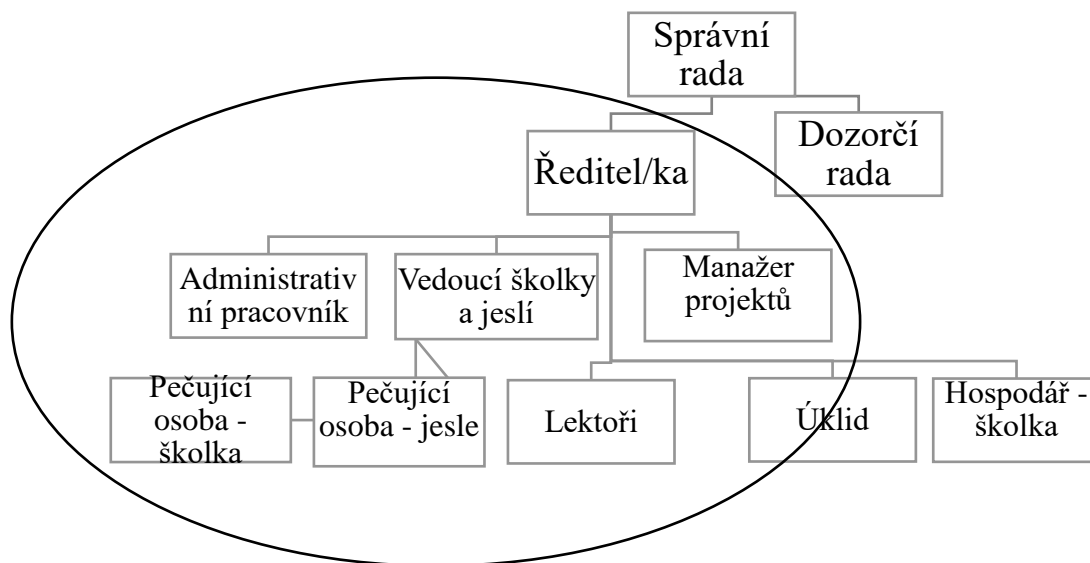 Správní
rada
Dozorčí
rada
Ředitel/ka
Administrativ
ní pracovník
Vedoucí školky
a jeslí
Manažer
projektů
Pečující
osoba -
školka
Pečující
osoba - jesle
Lektoři
Úklid
Hospodář -
školka